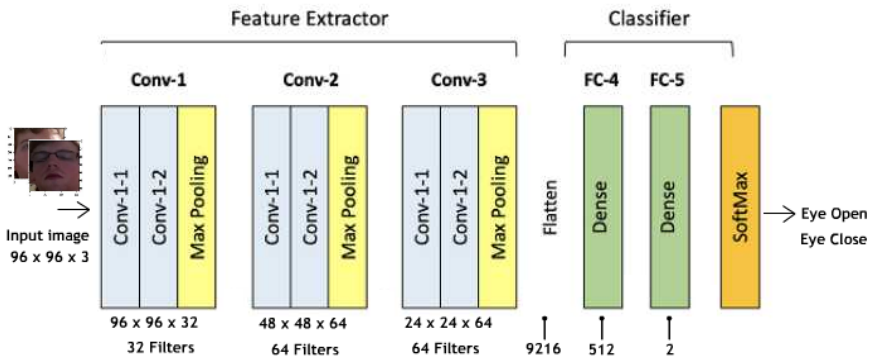 Feature Extractor
Classifier
Conv-1
Conv-2
Conv-3
FC-4
FC-5
Conv-1-1
Conv-1-2
Max Pooling
Conv-1-1
Conv-1-2
Max Pooling
Conv-1-1
Conv-1-2
Max Pooling
Flatten
Dense
Dense
SoftMax
Input image
96 x 96 x 3
Eye Open
Eye Close
96 x 96 x 32
32 Filters
48 x 48 x 64
64 Filters
24 x 24 x 64
64 Filters
9216
512
2